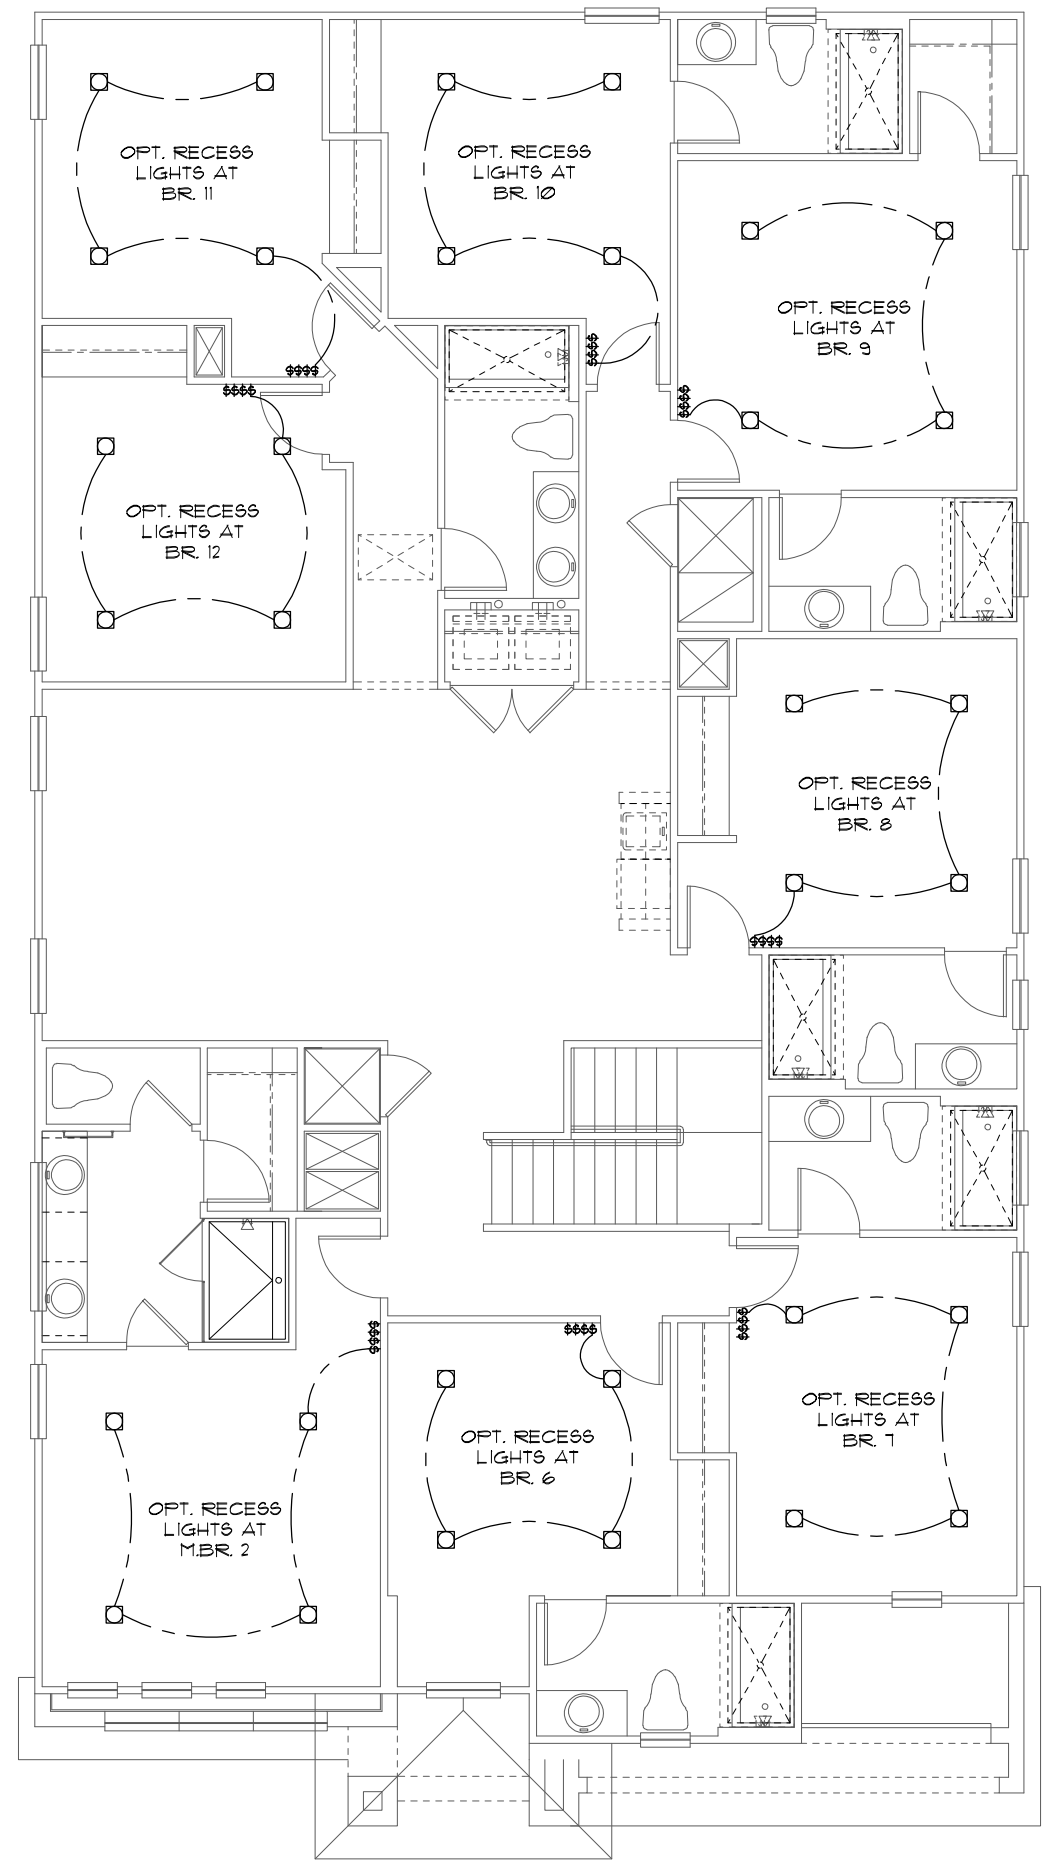 OPT. RECESS
LIGHTS AT
BR. 11
OPT. RECESS
LIGHTS AT
BR. 10
OPT. RECESS
LIGHTS AT
BR. 9
$$$$
$$$$
$$$$
$$$$
OPT. RECESS
LIGHTS AT
BR. 12
OPT. RECESS
LIGHTS AT
BR. 8
$$$$
$$$$
$$$$
$$$$
OPT. RECESS
LIGHTS AT
BR. 7
OPT. RECESS
LIGHTS AT
BR. 6
OPT. RECESS
LIGHTS AT
M.BR. 2